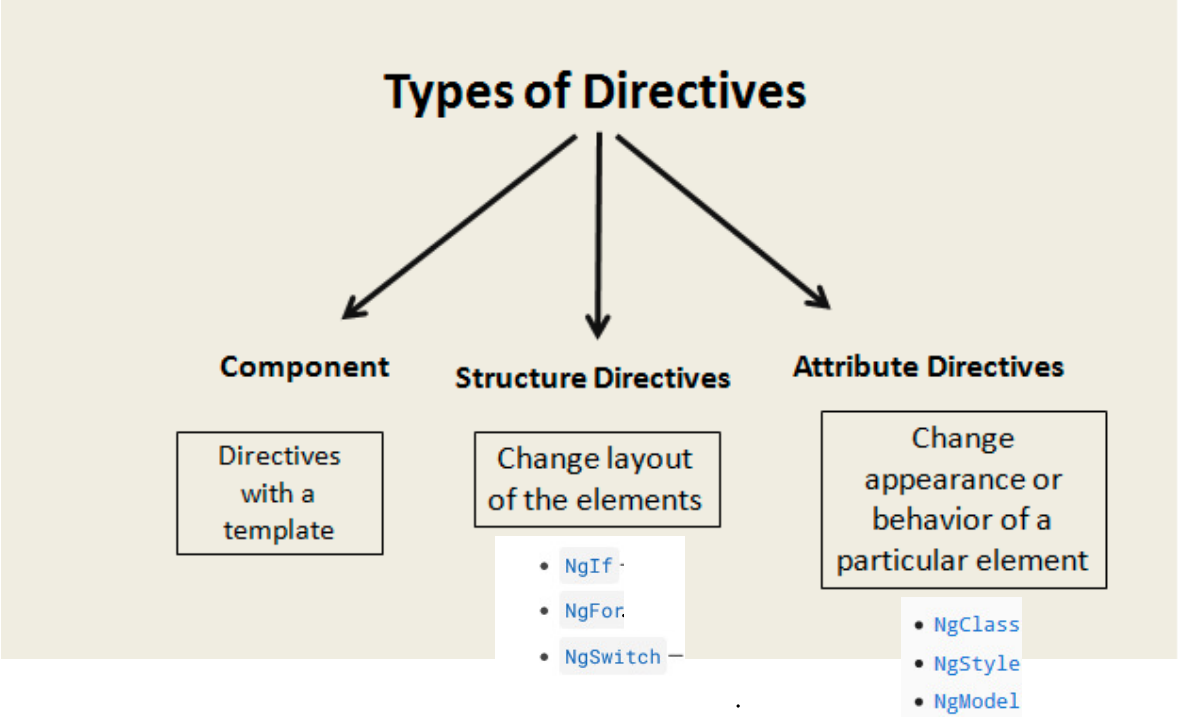 Types of Directives
Component
Directives
with a
template
Structure Directives
Change layout
of the elements
• NgIf -
• NgFor.
• NgSwitch —
Attribute Directives
Change
appearance or
behavior of a
particular element
• NgClass
• NgStyle
• NgModel
.